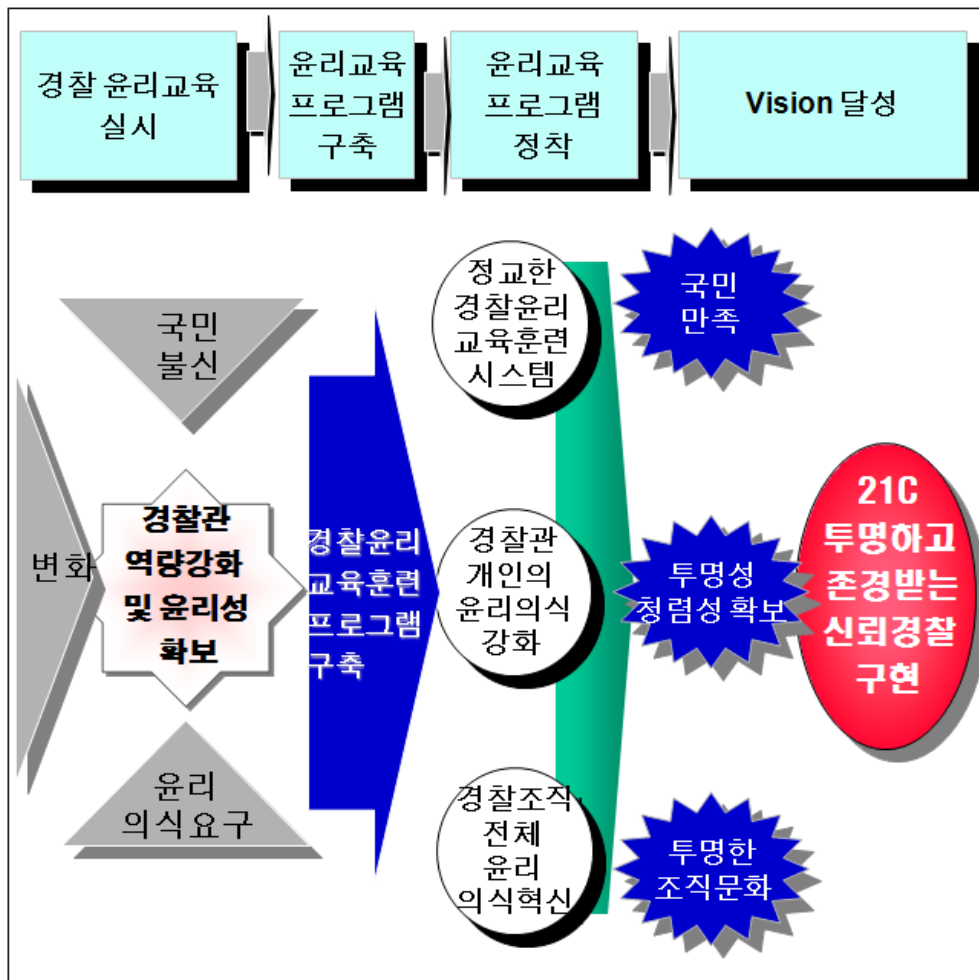 경찰 윤리교육
실시
윤리교육
프로그램
구축
윤리교육
프로그램
정착
Vision 달성
국민
불신
변화
경찰관
역량강화
및 윤리성
확보
윤리
의식요구
경찰윤리
교육훈련
프로그램
구축
정교한
경찰윤리
교육훈련
시스템
경찰관
개인의
윤리의식
강화
경찰조직
전체
윤리
의식혁신
국민
만족
투명성
청렴성 확보
투명한
조직문화
21C
투명하고
존경받는
신뢰경찰
구현